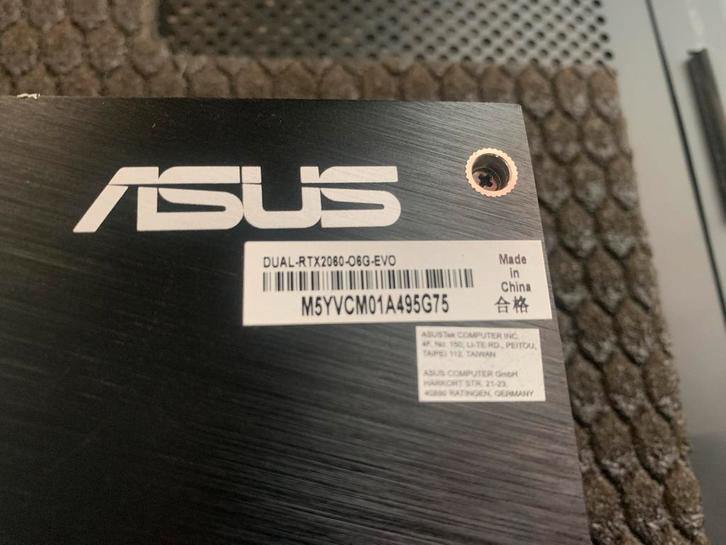 ASUS
DUAL-RTX2060-O6G-EVO
M5YVCM01A495G75
Made
in
China
合格
ASUSTek COMPUTER INC.
4F, No. 150, LI-TE RD., PEITOU,
TAIPEI 112, TAIWAN
ASUS COMPUTER GmbH
HARKORT STR. 21-23,
40880 RATINGEN, GERMANY